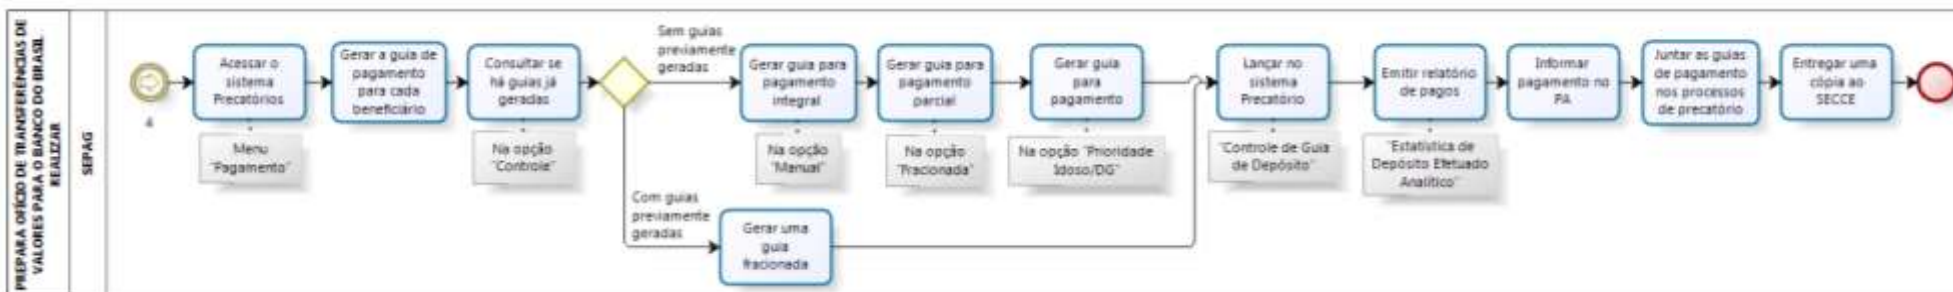 PREPARA OFÍCIO DE TRANSFERÊNCIAS DE
VALORES PARA O BANCO DO BRASIL
REALIZAR
SEPAG
4
Acessar o
sistema
Precatórios
Menu
"Pagamento"
Gerar a guia de
pagamento
para cada
beneficiário
Consultar se
há guias já
geradas
Na opção
"Controle"
Sem guias
previamente
geradas
Gerar guia para
pagamento
integral
Na opção
"Manual"
Gerar guia para
pagamento
parcial
Na opção
"Fracionada"
Gerar guia
para
pagamento
Na opção "Prioridade
Idoso/DG"
Com guias
previamente
geradas
Gerar uma
guia
fracionada
Lançar no
sistema
Precatório
"Controle de Guia
de Depósito"
Emitir relatório
de pagos
"Estatística de
Depósito Efetuado
Analítico"
Informar
pagamento no
PA
Juntar as guias
de pagamento
nos processos
de precatório
Entregar uma
cópia ao
SECCE